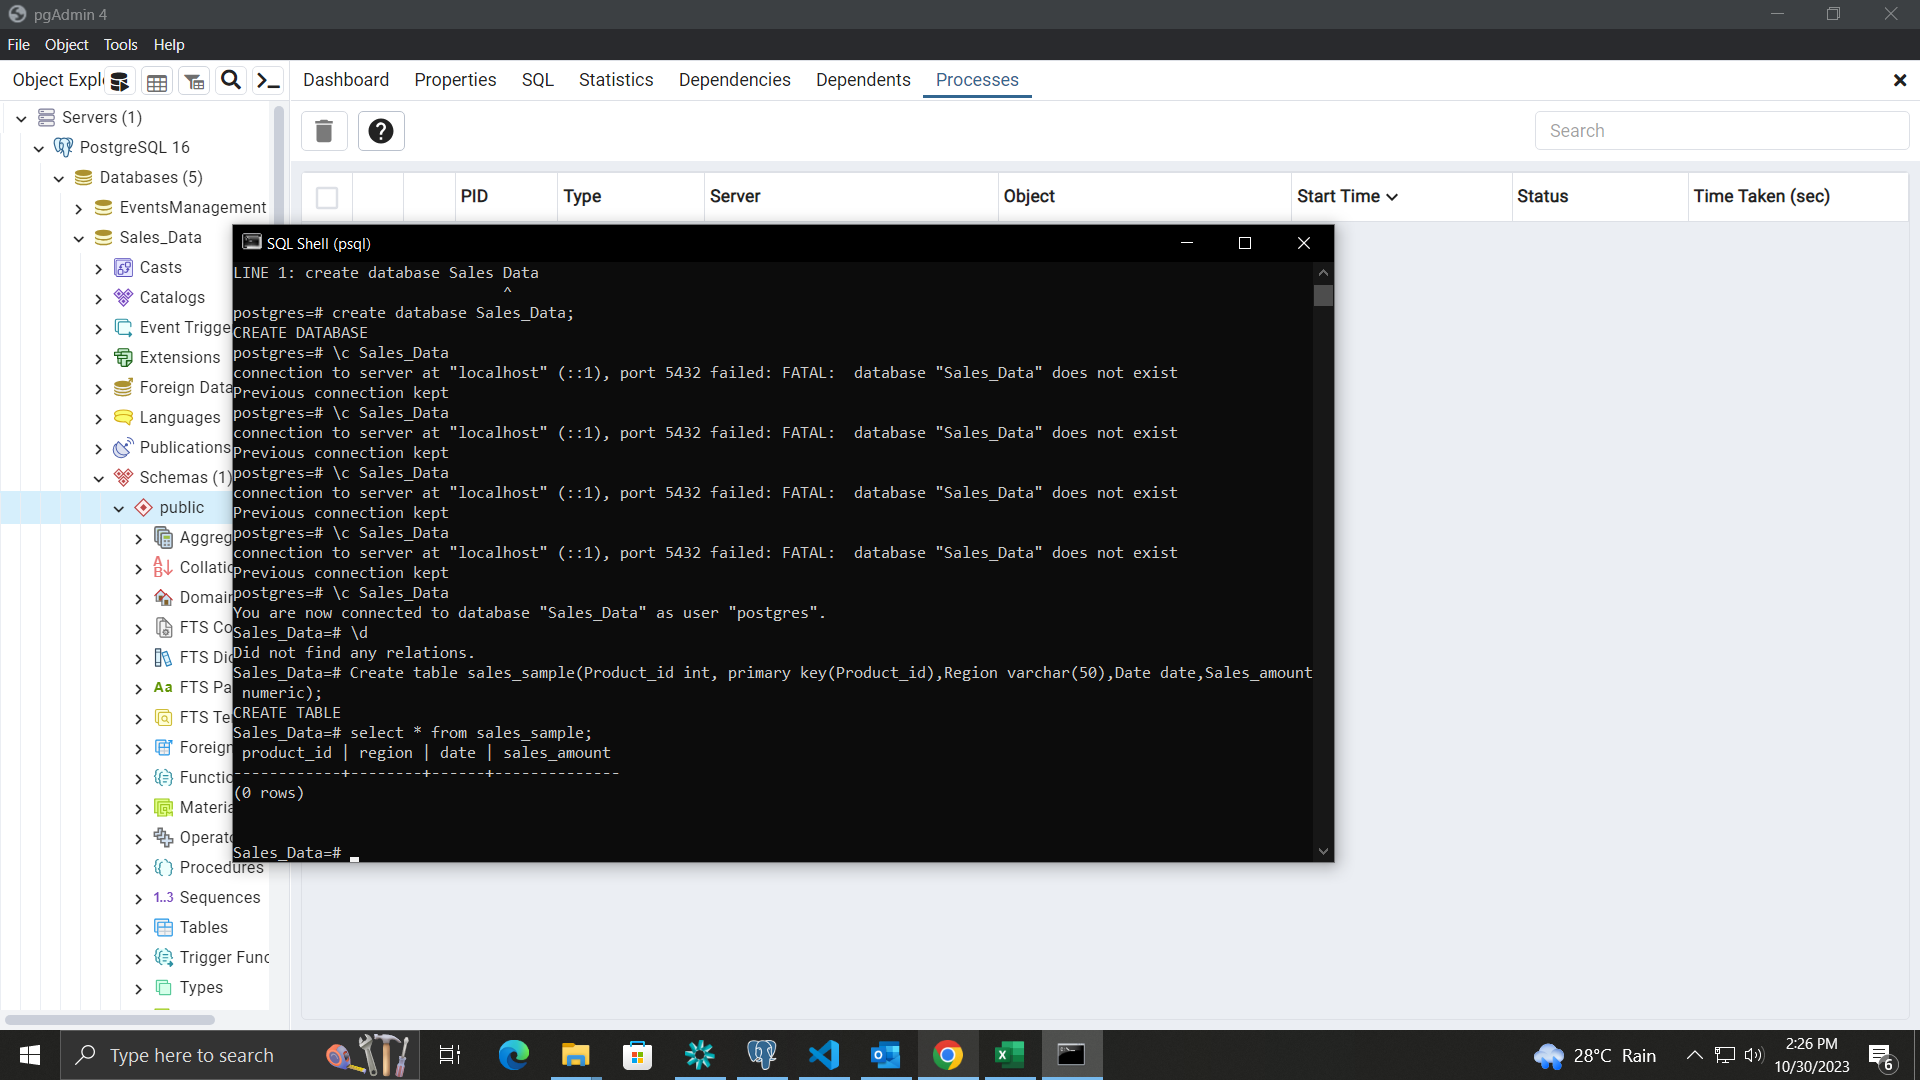 pgAdmin 4
File Object Tools Help
Object Expl
Dashboard Properties SQL Statistics Dependencies Dependents Processes
Search
PID Type Server Object Start Time Status Time Taken (sec)
Servers (1)
PostgreSQL 16
Databases (5)
EventsManagement
Sales_Data
Casts
Catalogs
Event Trigge
Extensions
Foreign Data
Languages
Publications
Schemas (1)
public
Aggreg
Collatio
Domain
FTS Co
FTS Dic
Aa FTS Pa
FTS Te
Foreign
Functio
Materia
Operato
Procedures
1..3 Sequences
Tables
Trigger Func
Types
SQL Shell (psql)
LINE 1: create database Sales Data
^
postgres=# create database Sales_Data;
CREATE DATABASE
postgres=# \c Sales_Data
connection to server at "localhost" (::1), port 5432 failed: FATAL:  database "Sales_Data" does not exist
Previous connection kept
postgres=# \c Sales_Data
connection to server at "localhost" (::1), port 5432 failed: FATAL:  database "Sales_Data" does not exist
Previous connection kept
postgres=# \c Sales_Data
connection to server at "localhost" (::1), port 5432 failed: FATAL:  database "Sales_Data" does not exist
Previous connection kept
postgres=# \c Sales_Data
connection to server at "localhost" (::1), port 5432 failed: FATAL:  database "Sales_Data" does not exist
Previous connection kept
postgres=# \c Sales_Data
You are now connected to database "Sales_Data" as user "postgres".
Sales_Data=# \d
Did not find any relations.
Sales_Data=# Create table sales_sample(Product_id int, primary key(Product_id),Region varchar(50),Date date,Sales_amount
numeric);
CREATE TABLE
Sales_Data=# select * from sales_sample;
product_id | region | date | sales_amount
------------+--------+------+--------------
(0 rows)
Sales_Data=#
Type here to search
28°C Rain
2:26 PM
10/30/2023
6